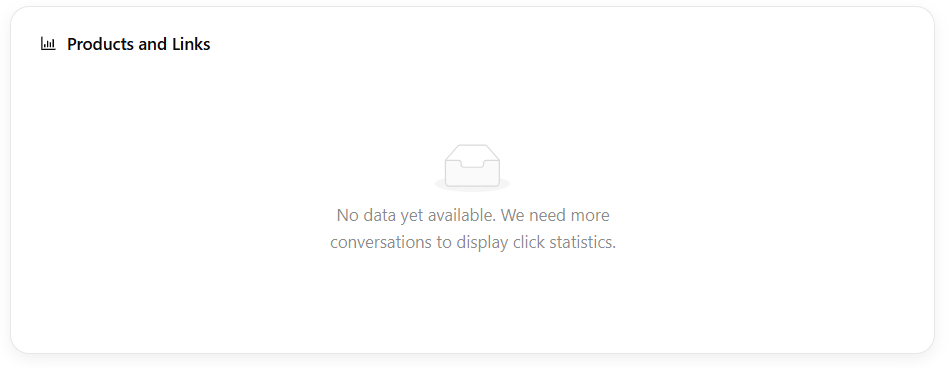 Products and Links
No data yet available. We need more
conversations to display click statistics.